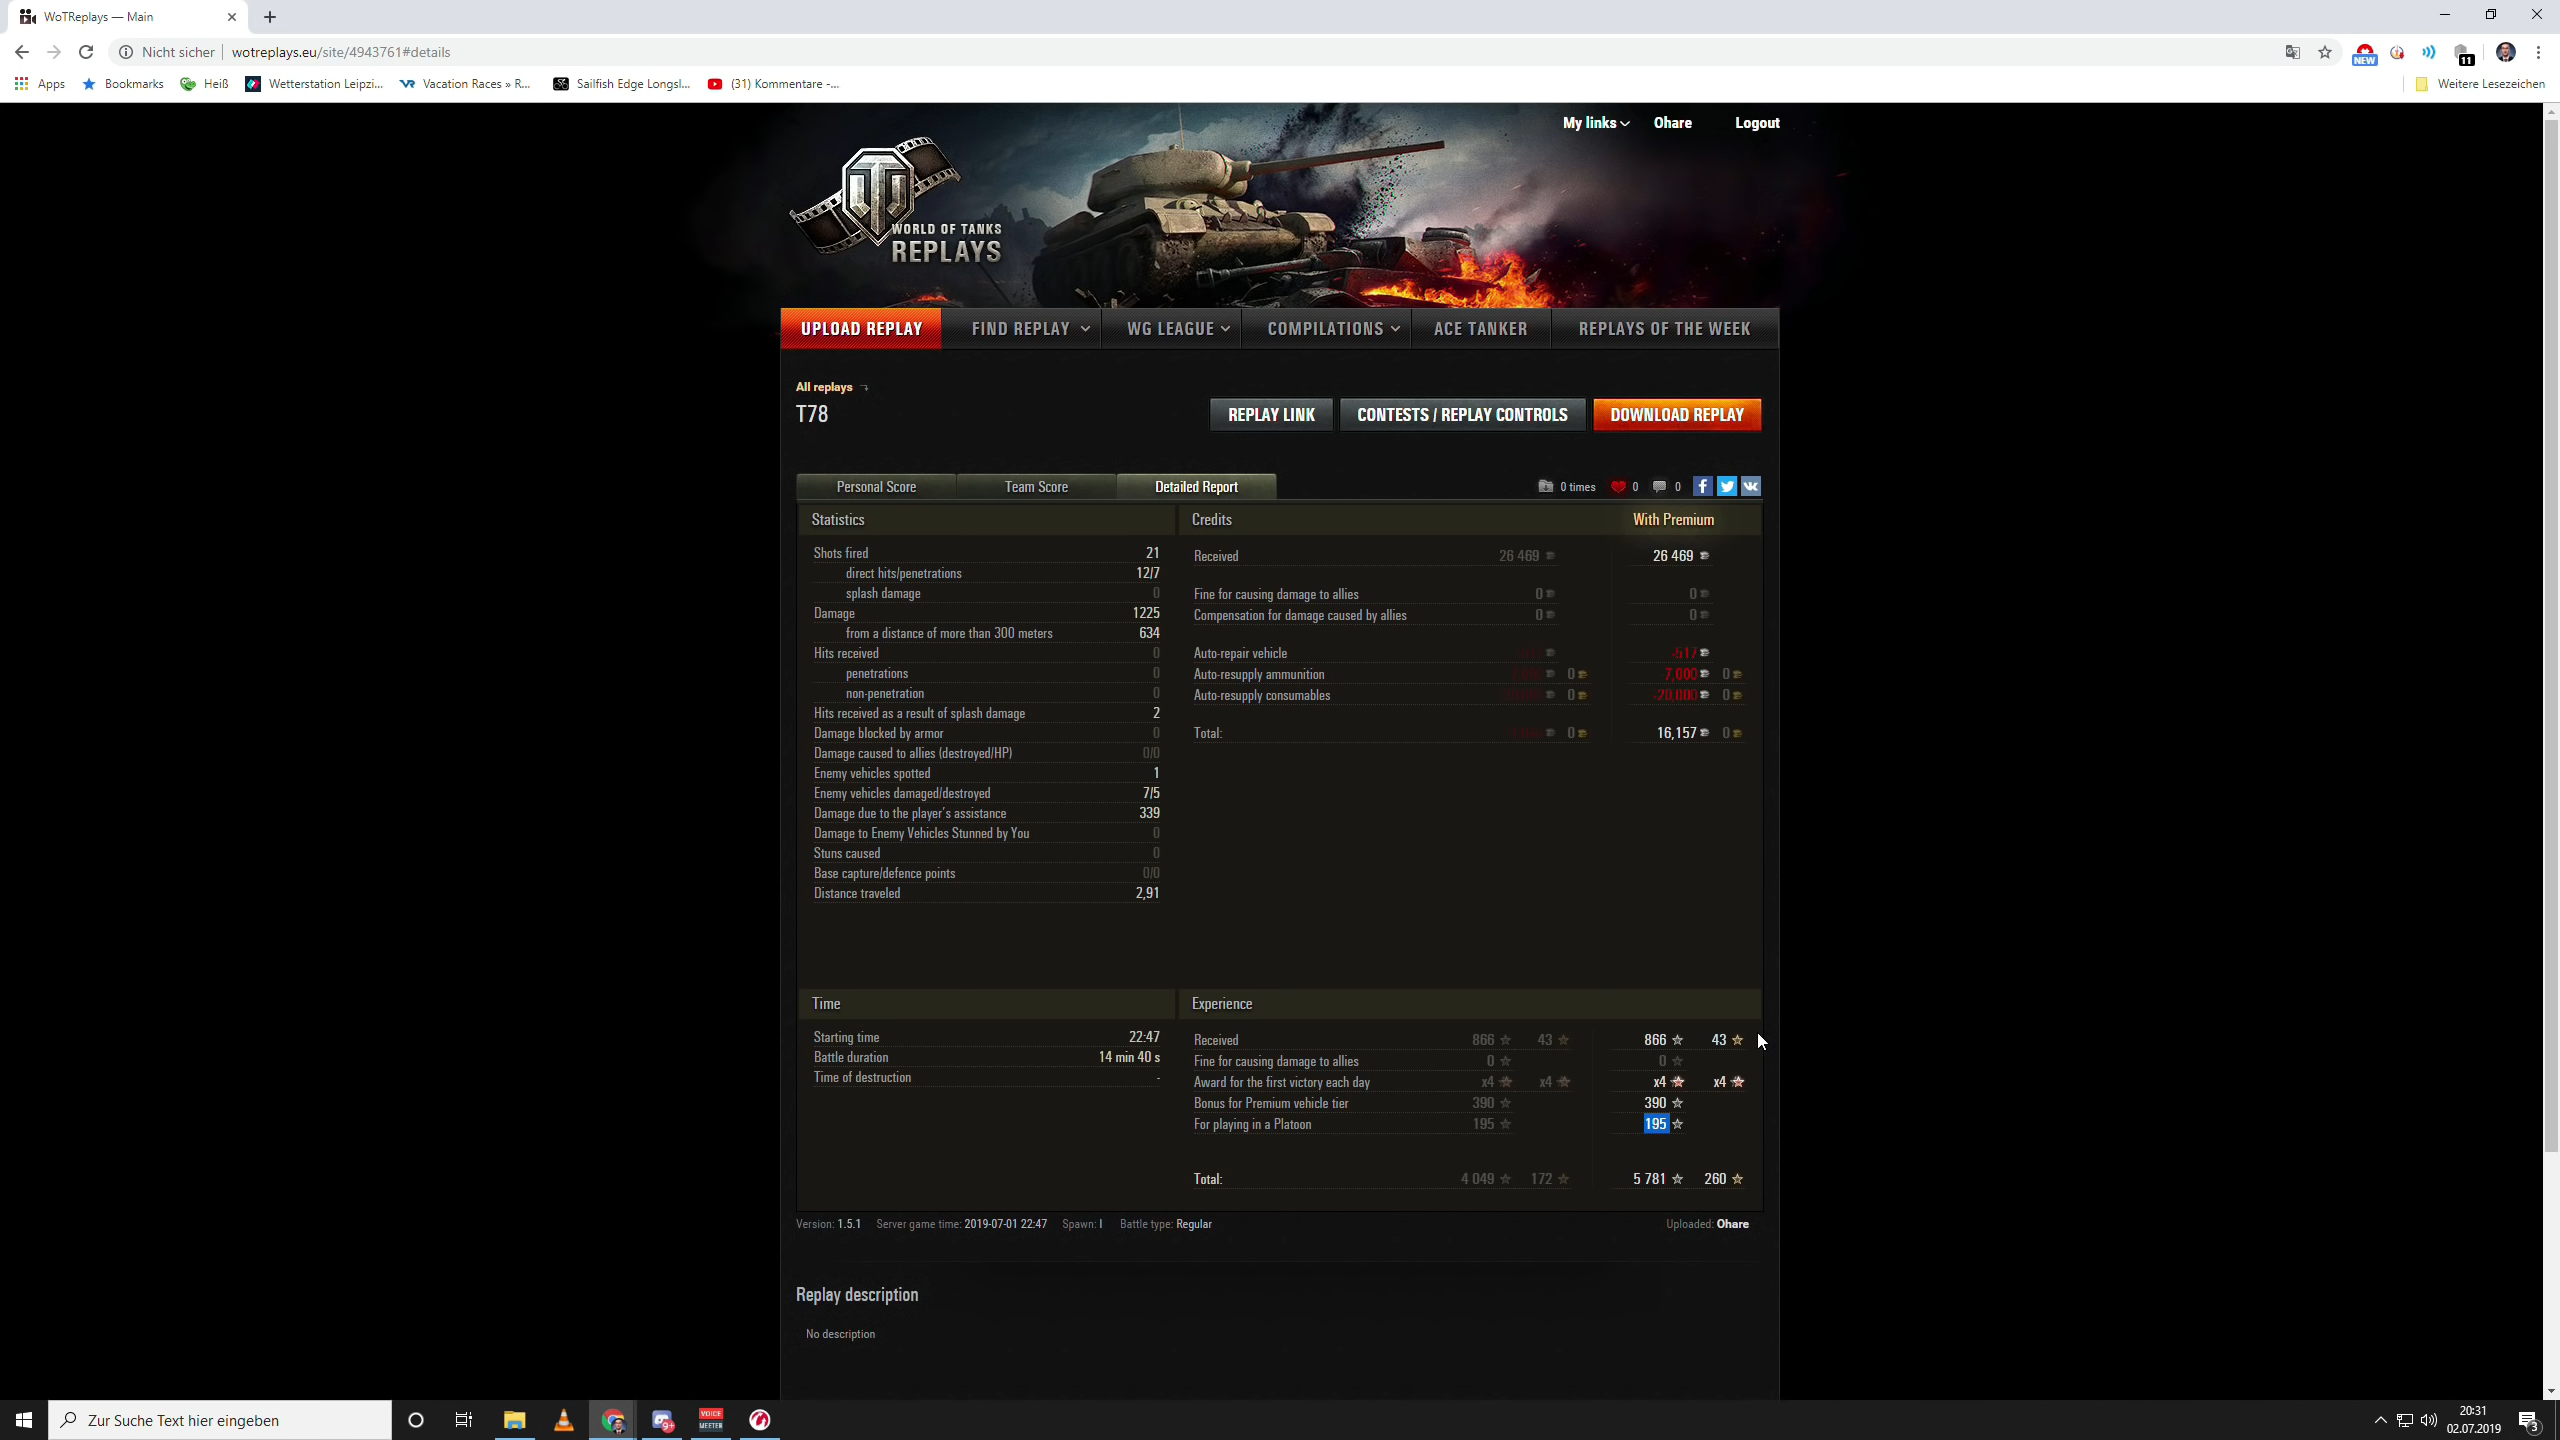 WoTReplays — Main
Nicht sicher wotreplays.eu/site/4943761#details
NEW 11
Apps Bookmarks Heiß Wetterstation Leipzi... Vacation Races » R... Sailfish Edge Longsl... (31) Kommentare -... Weitere Lesezeichen
My links Ohare Logout
WORLD OF TANKS
REPLAYS
UPLOAD REPLAY FIND REPLAY WG LEAGUE COMPILATIONS ACE TANKER REPLAYS OF THE WEEK
All replays
T78
REPLAY LINK CONTESTS / REPLAY CONTROLS DOWNLOAD REPLAY
Personal Score Team Score Detailed Report 0 times 0 0
Statistics
Shots fired 21
direct hits/penetrations 12/7
splash damage 0
Damage 1225
from a distance of more than 300 meters 634
Hits received 0
penetrations 0
non-penetration 0
Hits received as a result of splash damage 2
Damage blocked by armor 0
Damage caused to allies (destroyed/HP) 0/0
Enemy vehicles spotted 1
Enemy vehicles damaged/destroyed 7/5
Damage due to the player's assistance 339
Damage to Enemy Vehicles Stunned by You 0
Stuns caused 0
Base capture/defence points 0/0
Distance traveled 2,91
Credits With Premium
Received 26 469 26 469
Fine for causing damage to allies 0 0
Compensation for damage caused by allies 0 0
Auto-repair vehicle -517
Auto-resupply ammunition 0 -7,000 0
Auto-resupply consumables 0 -20,000 0
Total: 0 16,157 0
Time
Starting time 22:47
Battle duration 14 min 40 s
Time of destruction -
Experience
Received 866 43 866 43
Fine for causing damage to allies 0 0
Award for the first victory each day x4 x4 x4 x4
Bonus for Premium vehicle tier 390 390
For playing in a Platoon 195 195
Total: 4 049 172 5 781 260
Version: 1.5.1 Server game time: 2019-07-01 22:47 Spawn: I Battle type: Regular Uploaded: Ohare
Replay description
No description
Zur Suche Text hier eingeben
9+
VOICE
MEETER
20:31
02.07.2019
3